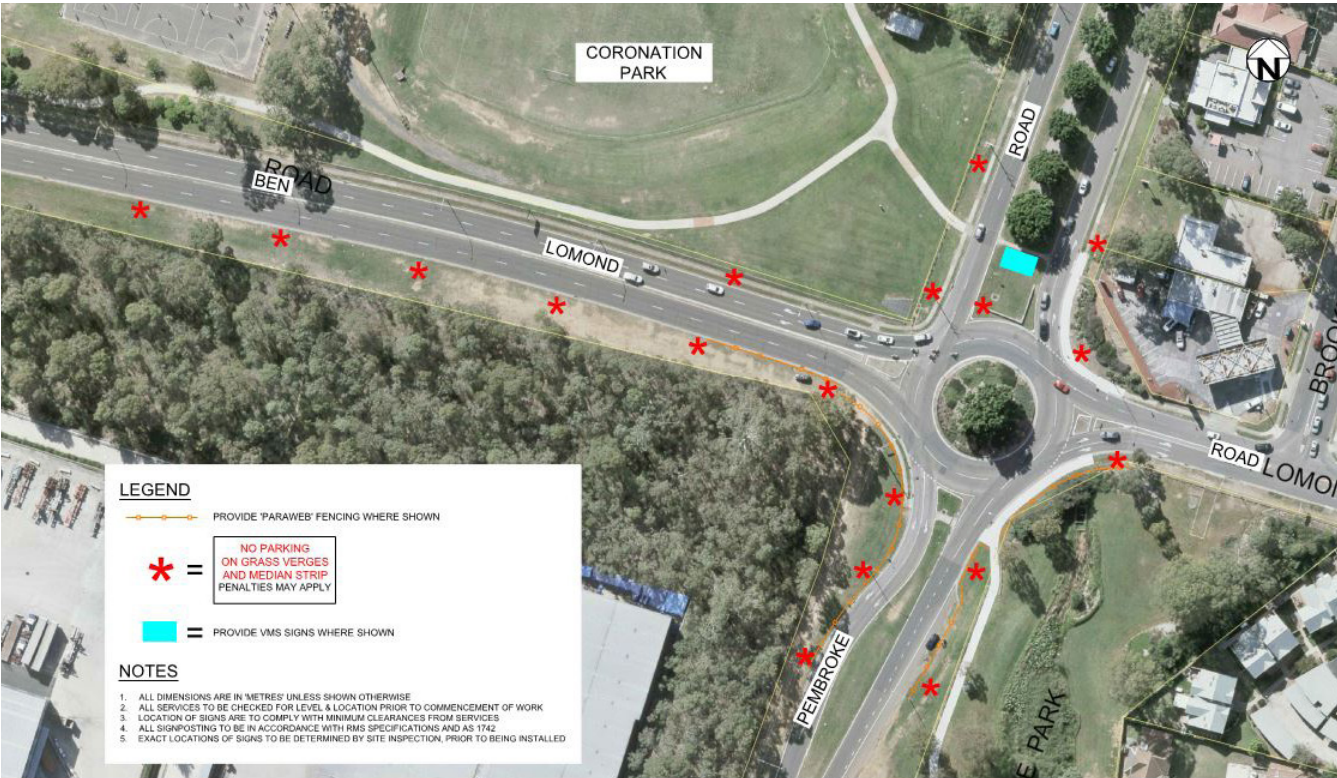 CORONATION
PARK
N
ROAD
ROAD
BEN
LOMOND
BROO
ROAD
LOMON
PEMBROKE
E PARK
LEGEND
PROVIDE 'PARAWEB' FENCING WHERE SHOWN
* =
NO PARKING
ON GRASS VERGES
AND MEDIAN STRIP
PENALTIES MAY APPLY
= PROVIDE VMS SIGNS WHERE SHOWN
NOTES
1. ALL DIMENSIONS ARE IN 'METRES' UNLESS SHOWN OTHERWISE
2. ALL SERVICES TO BE CHECKED FOR LEVEL & LOCATION PRIOR TO COMMENCEMENT OF WORK
3. LOCATION OF SIGNS ARE TO COMPLY WITH MINIMUM CLEARANCES FROM SERVICES
4. ALL SIGNPOSTING TO BE IN ACCORDANCE WITH RMS SPECIFICATIONS AND AS 1742
5. EXACT LOCATIONS OF SIGNS TO BE DETERMINED BY SITE INSPECTION, PRIOR TO BEING INSTALLED